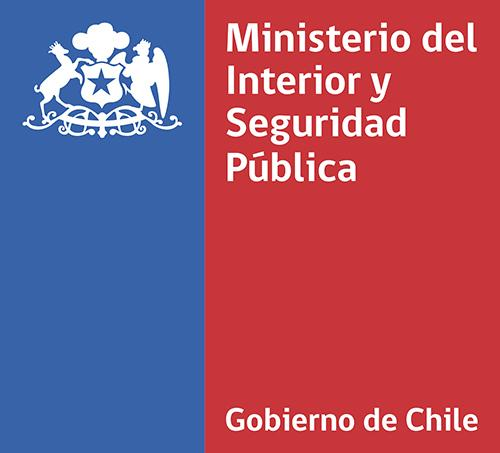 Ministerio del
Interior y
Seguridad
Pública
Gobierno de Chile